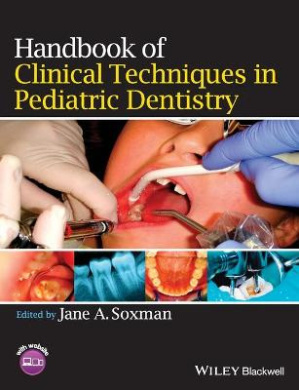 Handbook of
Clinical Techniques in
Pediatric Dentistry
Edited by Jane A. Soxman
with website
WILEY Blackwell